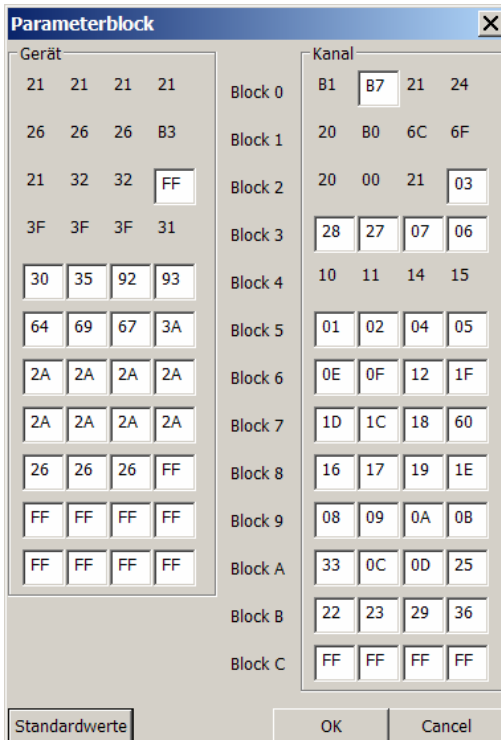 Parameterblock
Gerät Kanal
21 21 21 21 Block 0 B1 B7 21 24
26 26 26 B3 Block 1 20 B0 6C 6F
21 32 32 FF Block 2 20 00 21 03
3F 3F 3F 31 Block 3 28 27 07 06
30 35 92 93 Block 4 10 11 14 15
64 69 67 3A Block 5 01 02 04 05
2A 2A 2A 2A Block 6 0E 0F 12 1F
2A 2A 2A 2A Block 7 1D 1C 18 60
26 26 26 FF Block 8 16 17 19 1E
FF FF FF FF Block 9 08 09 0A 0B
FF FF FF FF Block A 33 0C 0D 25
Block B 22 23 29 36
Block C FF FF FF FF
Standardwerte OK Cancel